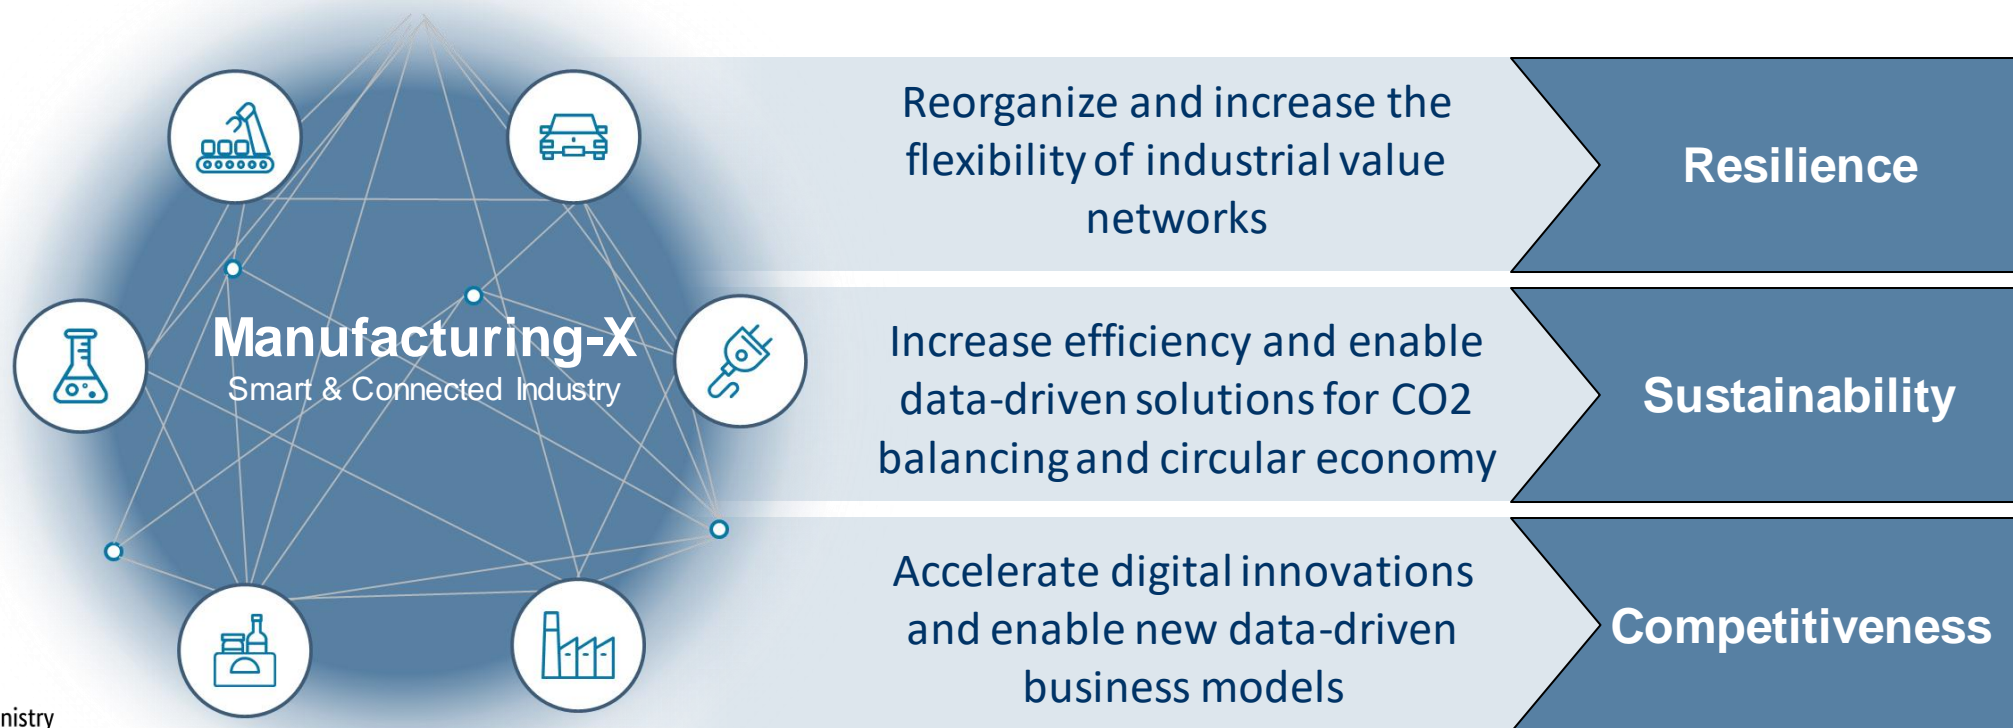 Manufacturing-X
Smart & Connected Industry
Reorganize and increase the
flexibility of industrial value
networks
Resilience
Increase efficiency and enable
data-driven solutions for CO2
balancing and circular economy
Sustainability
Accelerate digital innovations
and enable new data-driven
business models
Competitiveness